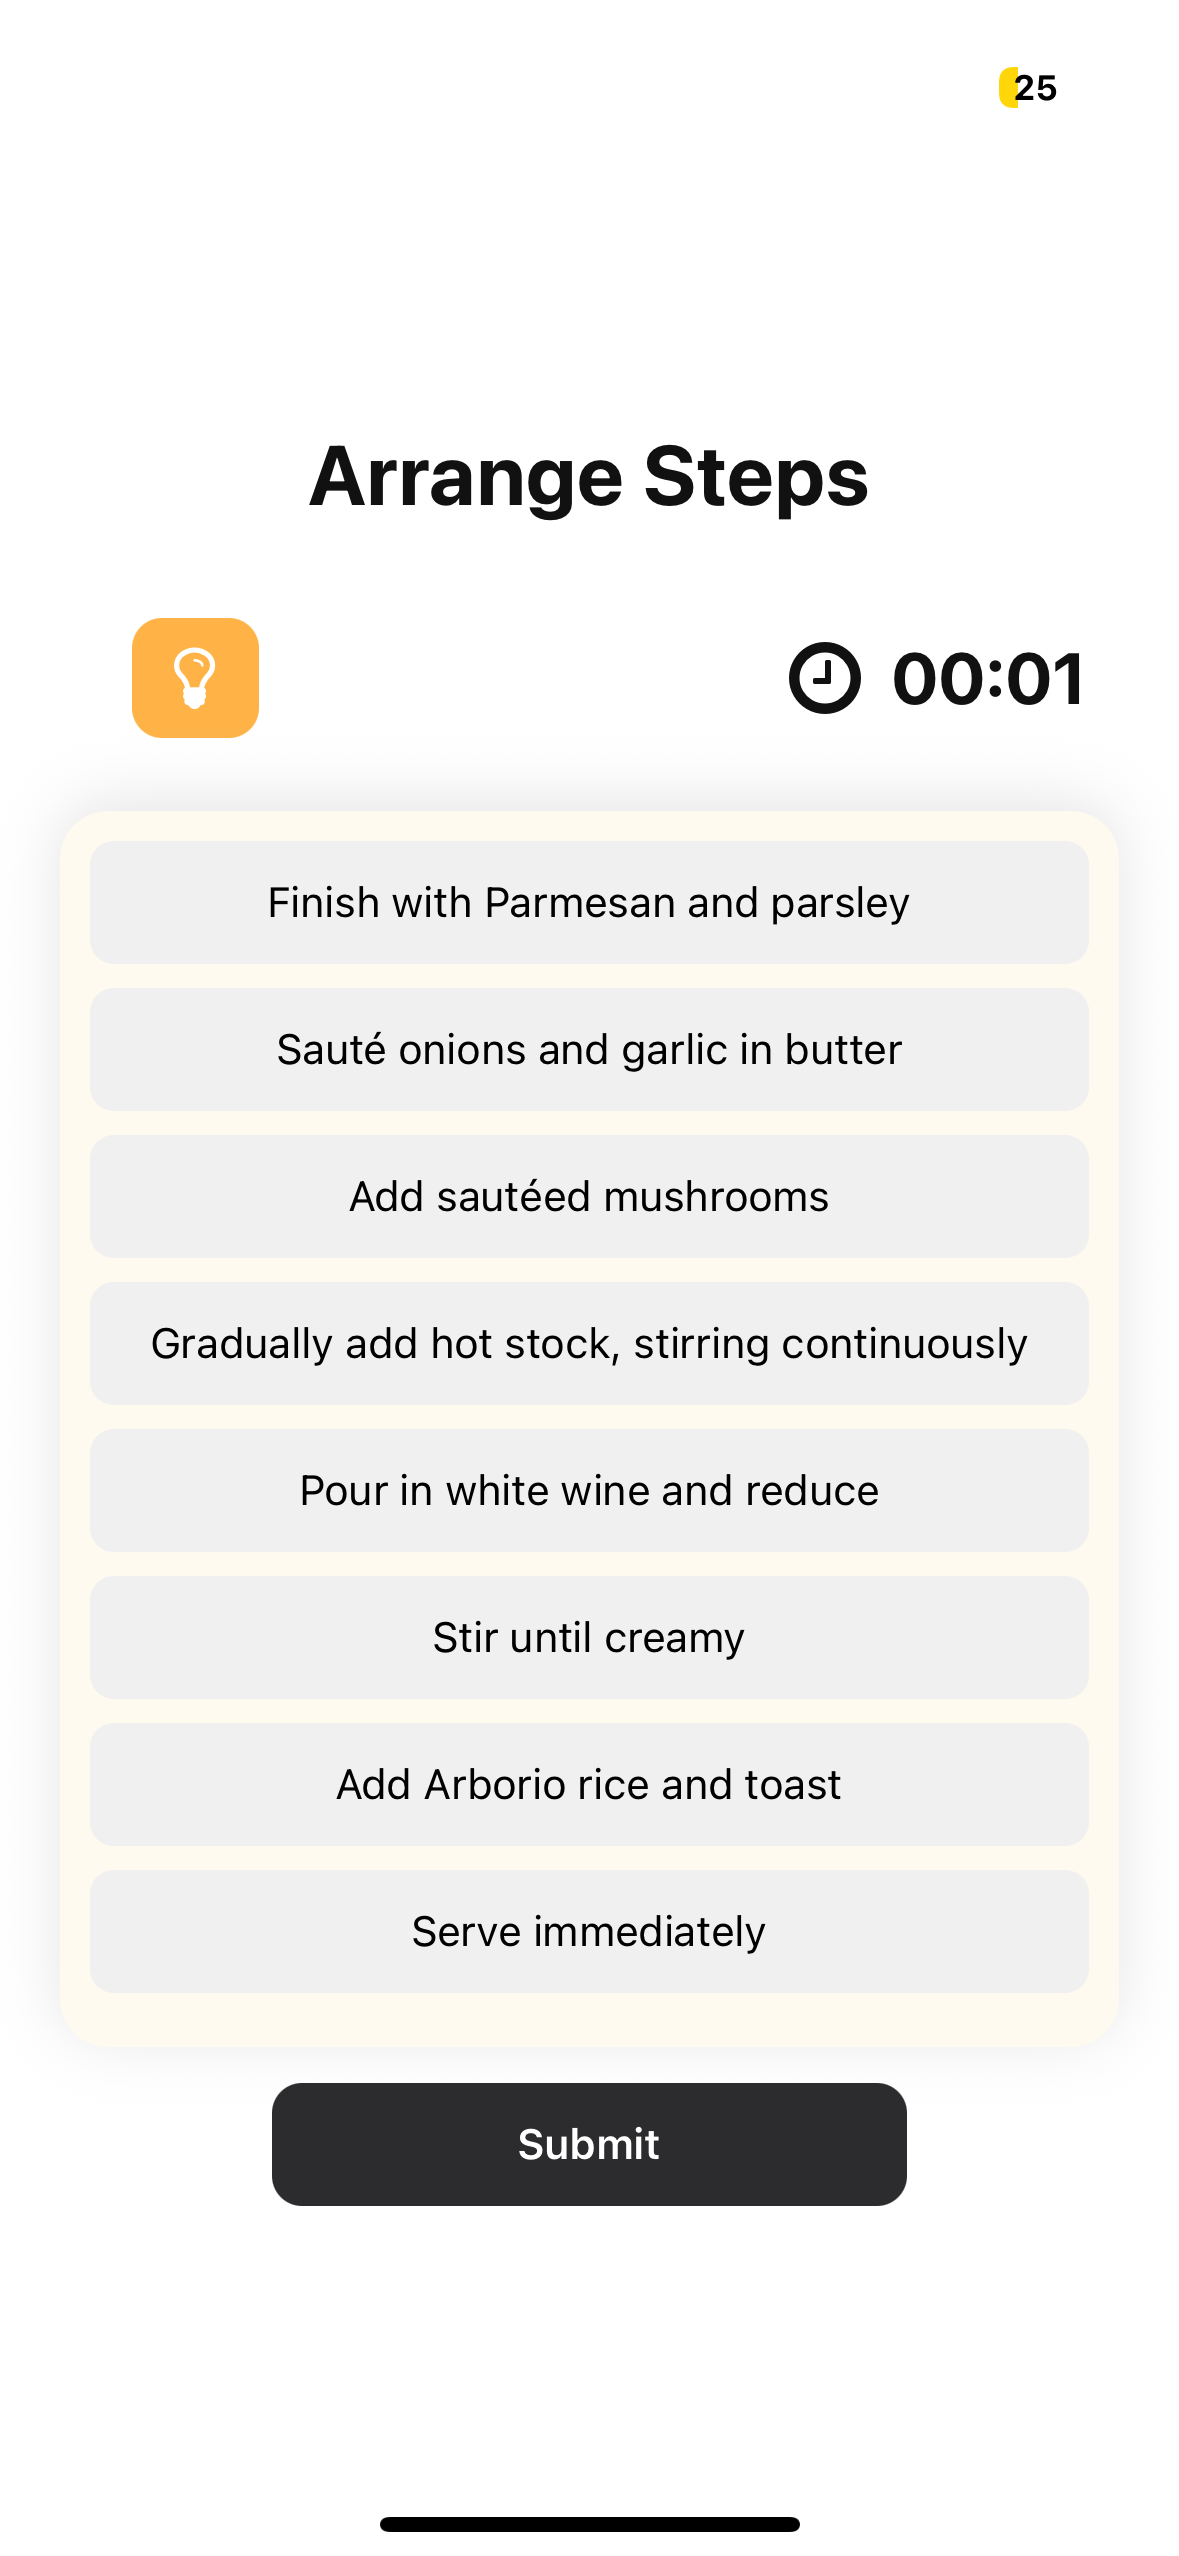 25
Arrange Steps
00:01
Finish with Parmesan and parsley
Sauté onions and garlic in butter
Add sautéed mushrooms
Gradually add hot stock, stirring continuously
Pour in white wine and reduce
Stir until creamy
Add Arborio rice and toast
Serve immediately
Submit